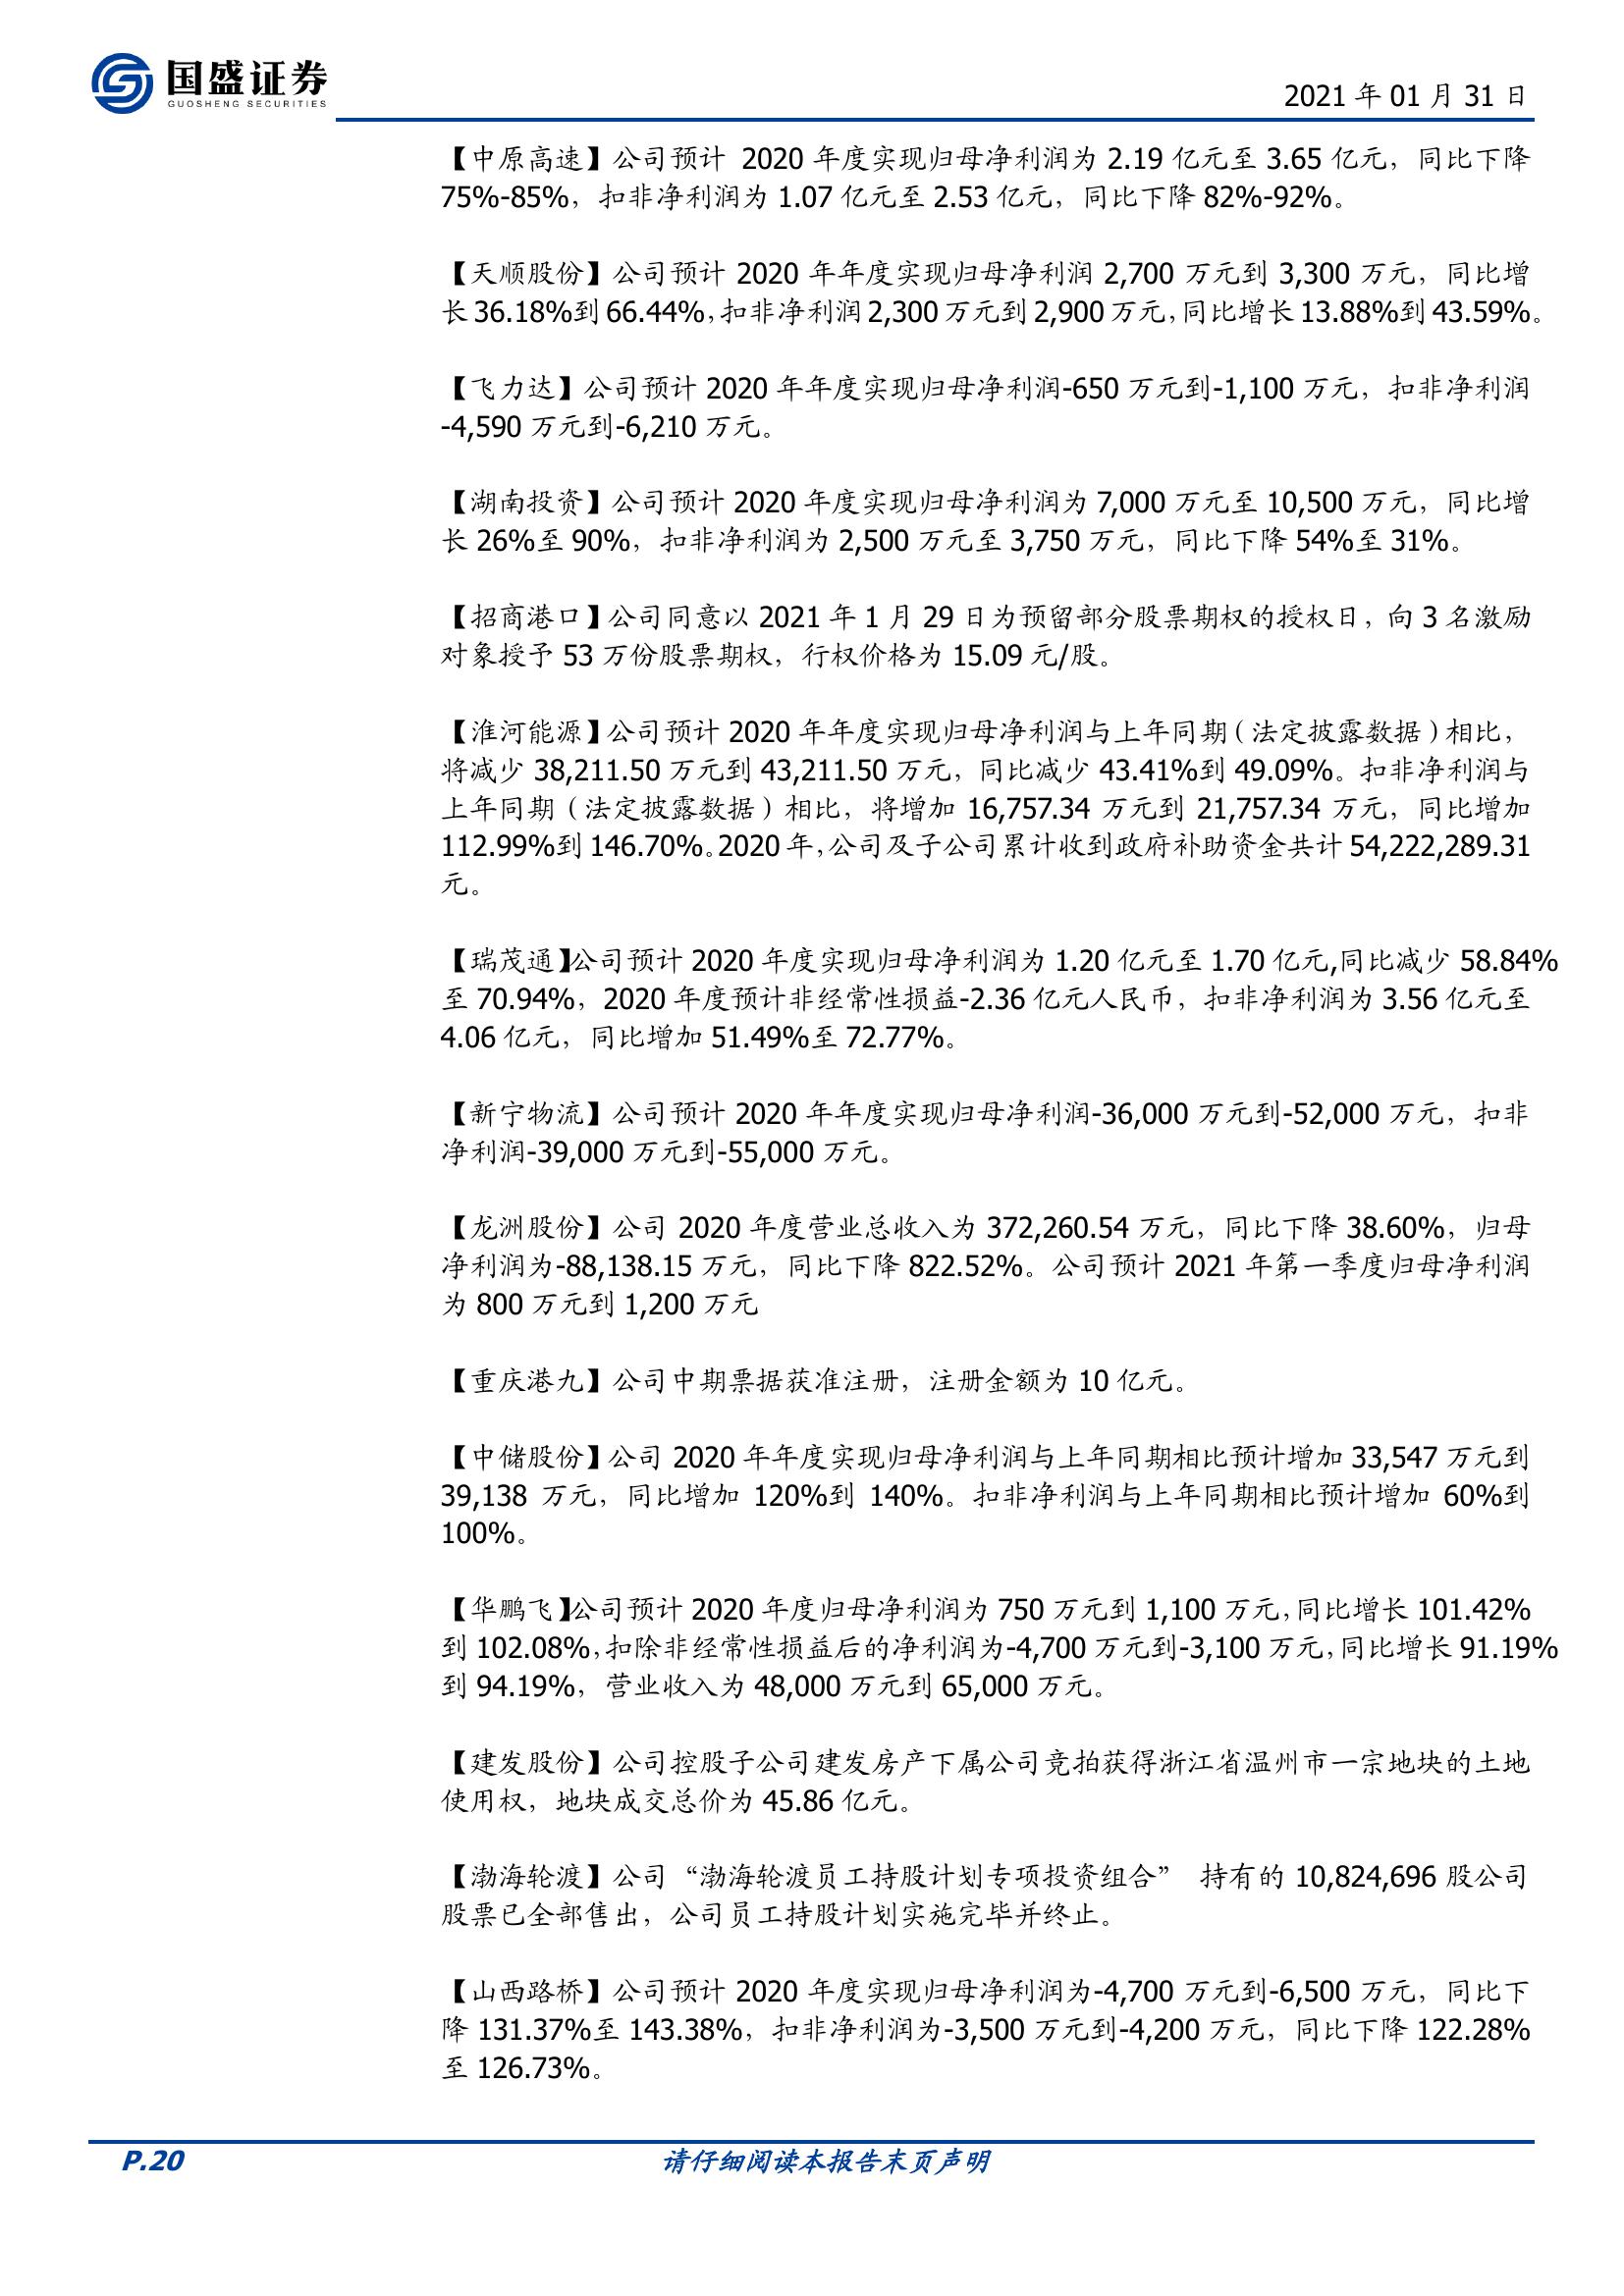 国盛证券
GUOSHENG SECURITIES
2021 年 01 月 31 日
【中原高速】公司预计 2020 年度实现归母净利润为 2.19 亿元至 3.65 亿元，同比下降
75%-85%，扣非净利润为 1.07 亿元至 2.53 亿元，同比下降 82%-92%。
【天顺股份】公司预计 2020 年年度实现归母净利润 2,700 万元到 3,300 万元，同比增
长 36.18%到 66.44%，扣非净利润 2,300 万元到 2,900 万元，同比增长 13.88%到 43.59%。
【飞力达】公司预计 2020 年年度实现归母净利润-650 万元到-1,100 万元，扣非净利润
-4,590 万元到-6,210 万元。
【湖南投资】公司预计 2020 年度实现归母净利润为 7,000 万元至 10,500 万元，同比增
长 26%至 90%，扣非净利润为 2,500 万元至 3,750 万元，同比下降 54%至 31%。
【招商港口】公司同意以 2021 年 1 月 29 日为预留部分股票期权的授权日，向 3 名激励
对象授予 53 万份股票期权，行权价格为 15.09 元/股。
【淮河能源】公司预计 2020 年年度实现归母净利润与上年同期（法定披露数据）相比，
将减少 38,211.50 万元到 43,211.50 万元，同比减少 43.41%到 49.09%。扣非净利润与
上年同期（法定披露数据）相比，将增加 16,757.34 万元到 21,757.34 万元，同比增加
112.99%到 146.70%。2020 年，公司及子公司累计收到政府补助资金共计 54,222,289.31
元。
【瑞茂通】公司预计 2020 年度实现归母净利润为 1.20 亿元至 1.70 亿元,同比减少 58.84%
至 70.94%，2020 年度预计非经常性损益-2.36 亿元人民币，扣非净利润为 3.56 亿元至
4.06 亿元，同比增加 51.49%至 72.77%。
【新宁物流】公司预计 2020 年年度实现归母净利润-36,000 万元到-52,000 万元，扣非
净利润-39,000 万元到-55,000 万元。
【龙洲股份】公司 2020 年度营业总收入为 372,260.54 万元，同比下降 38.60%，归母
净利润为-88,138.15 万元，同比下降 822.52%。公司预计 2021 年第一季度归母净利润
为 800 万元到 1,200 万元
【重庆港九】公司中期票据获准注册，注册金额为 10 亿元。
【中储股份】公司 2020 年年度实现归母净利润与上年同期相比预计增加 33,547 万元到
39,138 万元，同比增加 120%到 140%。扣非净利润与上年同期相比预计增加 60%到
100%。
【华鹏飞】公司预计 2020 年度归母净利润为 750 万元到 1,100 万元，同比增长 101.42%
到 102.08%，扣除非经常性损益后的净利润为-4,700 万元到-3,100 万元，同比增长 91.19%
到 94.19%，营业收入为 48,000 万元到 65,000 万元。
【建发股份】公司控股子公司建发房产下属公司竞拍获得浙江省温州市一宗地块的土地
使用权，地块成交总价为 45.86 亿元。
【渤海轮渡】公司“渤海轮渡员工持股计划专项投资组合” 持有的 10,824,696 股公司
股票已全部售出，公司员工持股计划实施完毕并终止。
【山西路桥】公司预计 2020 年度实现归母净利润为-4,700 万元到-6,500 万元，同比下
降 131.37%至 143.38%，扣非净利润为-3,500 万元到-4,200 万元，同比下降 122.28%
至 126.73%。
P.20
请仔细阅读本报告末页声明